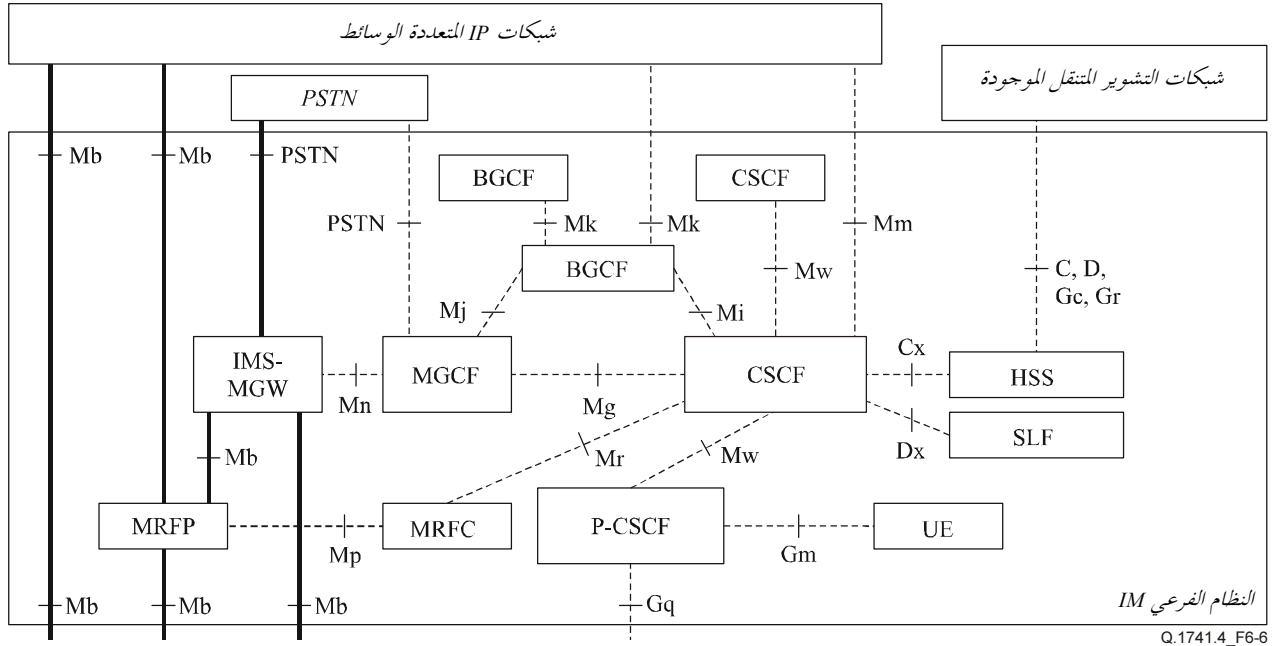 شبكات IP المتعددة الوسائط
شبكات التشوير المتنقل الموجودة
PSTN
Mb
Mb
PSTN
BGCF
CSCF
PSTN
Mk
Mk
Mm
BGCF
Mw
C, D,
Gc, Gr
Mj
Mi
IMS-
MGW
MGCF
CSCF
Cx
HSS
Mn
Mg
Dx
SLF
Mb
Mr
Mw
MRFP
MRFC
P-CSCF
UE
Mp
Gm
Mb
Mb
Mb
Gq
النظام الفرعي IM
Q.1741.4_F6-6